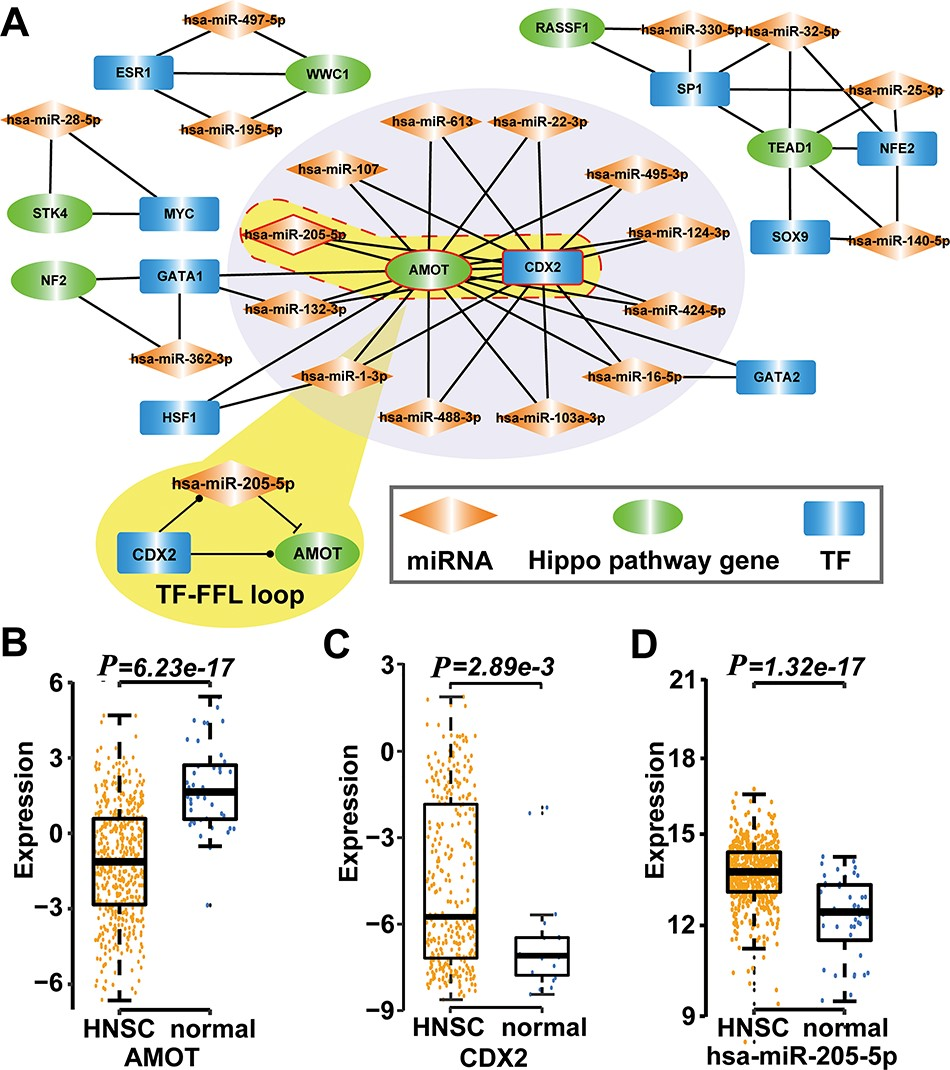 A
hsa-miR-497-5p
ESR1
WWC1
hsa-miR-195-5p
RASSF1
hsa-miR-330-5p
hsa-miR-32-5p
SP1
hsa-miR-25-3p
TEAD1
NFE2
SOX9
hsa-miR-140-5p
hsa-miR-28-5p
STK4
MYC
hsa-miR-613
hsa-miR-22-3p
hsa-miR-107
hsa-miR-495-3p
hsa-miR-205-5p
hsa-miR-124-3p
NF2
GATA1
AMOT
CDX2
hsa-miR-132-3p
hsa-miR-424-5p
hsa-miR-362-3p
hsa-miR-1-3p
hsa-miR-16-5p
GATA2
HSF1
hsa-miR-488-3p
hsa-miR-103a-3p
hsa-miR-205-5p
CDX2
AMOT
TF-FFL loop
miRNA
Hippo pathway gene
TF
B
P=6.23e-17
Expression
6
3
0
−3
−6
HNSC
normal
AMOT
C
P=2.89e-3
Expression
3
0
−3
−6
−9
HNSC
normal
CDX2
D
P=1.32e-17
Expression
21
18
15
12
9
HNSC
normal
hsa-miR-205-5p